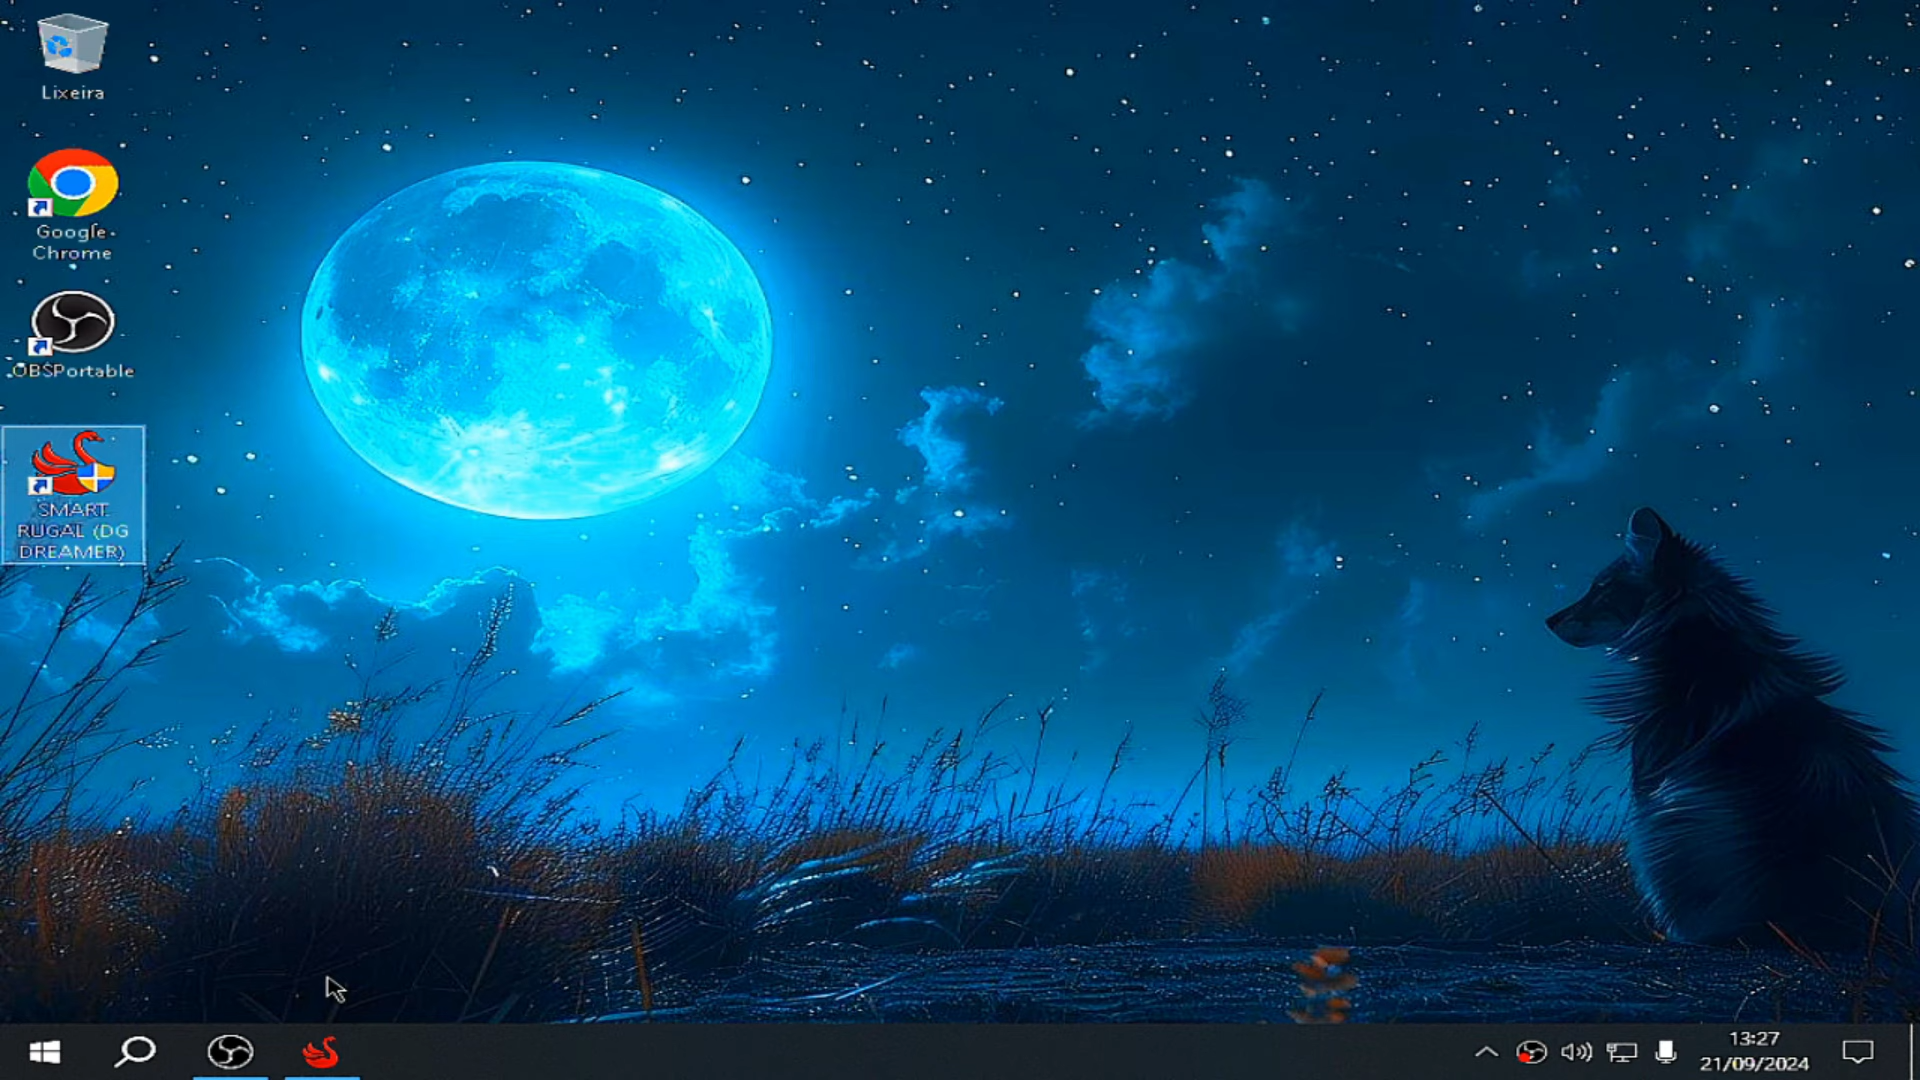 Lixeira
Google
Chrome
OBSPortable
SMART
RUGAL (DG
DREAMER)
13:27
21/09/2024